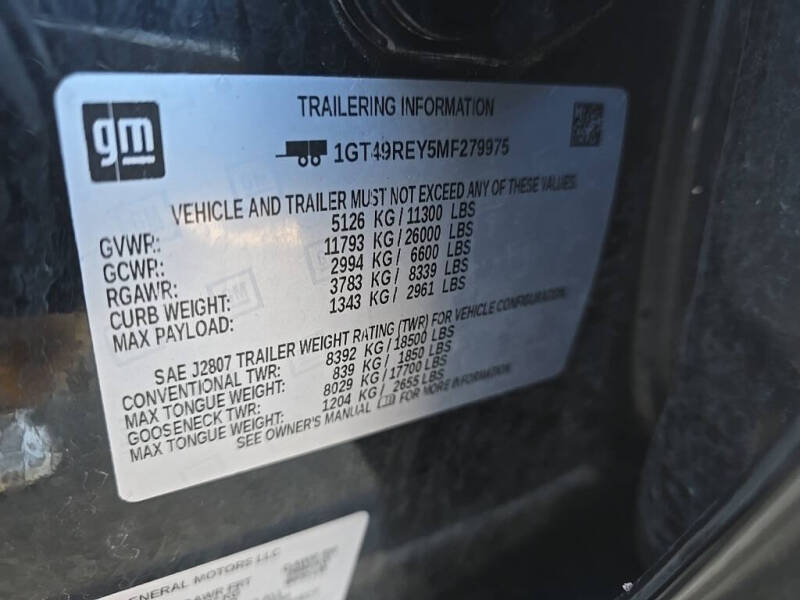 gm
TRAILERING INFORMATION
1GT49REY5MF279975
VEHICLE AND TRAILER MUST NOT EXCEED ANY OF THESE VALUES.
GVWR: 5126 KG / 11300 LBS
GCWR: 11793 KG / 26000 LBS
RGAWR: 2994 KG / 6600 LBS
CURB WEIGHT: 3783 KG / 8339 LBS
MAX PAYLOAD: 1343 KG / 2961 LBS
SAE J2807 TRAILER WEIGHT RATING (TWR) FOR VEHICLE CONFIGURATION.
CONVENTIONAL TWR: 8392 KG / 18500 LBS
MAX TONGUE WEIGHT: 839 KG / 1850 LBS
GOOSENECK TWR: 8029 KG / 17700 LBS
MAX TONGUE WEIGHT: 1204 KG / 2655 LBS
SEE OWNER'S MANUAL FOR MORE INFORMATION.
GENERAL MOTORS LLC
GAWR FRT